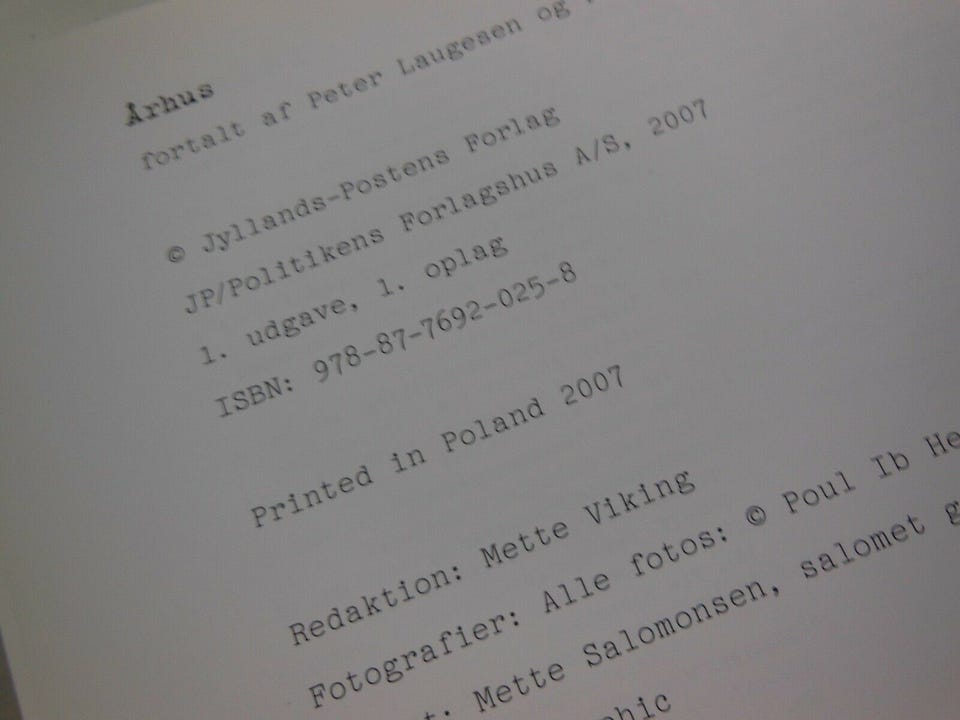 Århus
fortalt af Peter Laugesen og
© Jyllands-Postens Forlag
JP/Politikens Forlagshus A/S, 2007
1. udgave, 1. oplag
ISBN: 978-87-7692-025-8
Printed in Poland 2007
Redaktion: Mette Viking
Fotografier: Alle fotos: © Poul Ib He
Mette Salomonsen, salomet